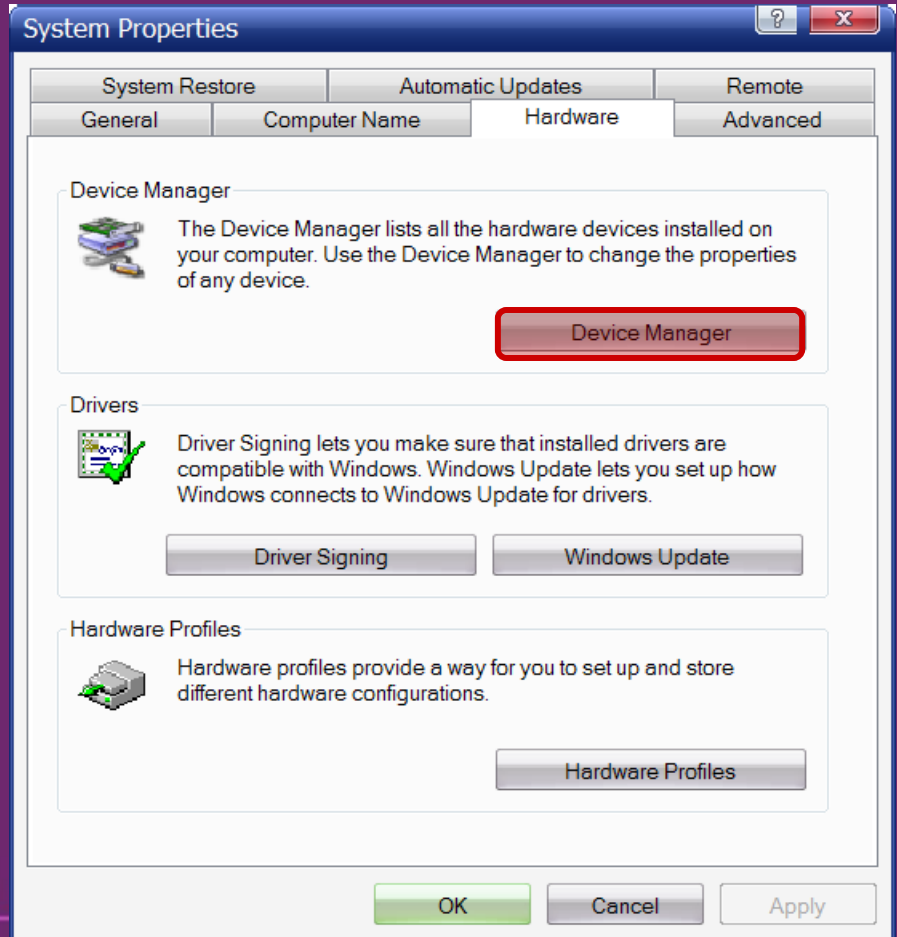 System Properties
?
X
System Restore
Automatic Updates
Remote
General
Computer Name
Hardware
Advanced
Device Manager
The Device Manager lists all the hardware devices installed on
your computer. Use the Device Manager to change the properties
of any device.
Device Manager
Drivers
Driver Signing lets you make sure that installed drivers are
compatible with Windows. Windows Update lets you set up how
Windows connects to Windows Update for drivers.
Driver Signing
Windows Update
Hardware Profiles
Hardware profiles provide a way for you to set up and store
different hardware configurations.
Hardware Profiles
OK
Cancel
Apply